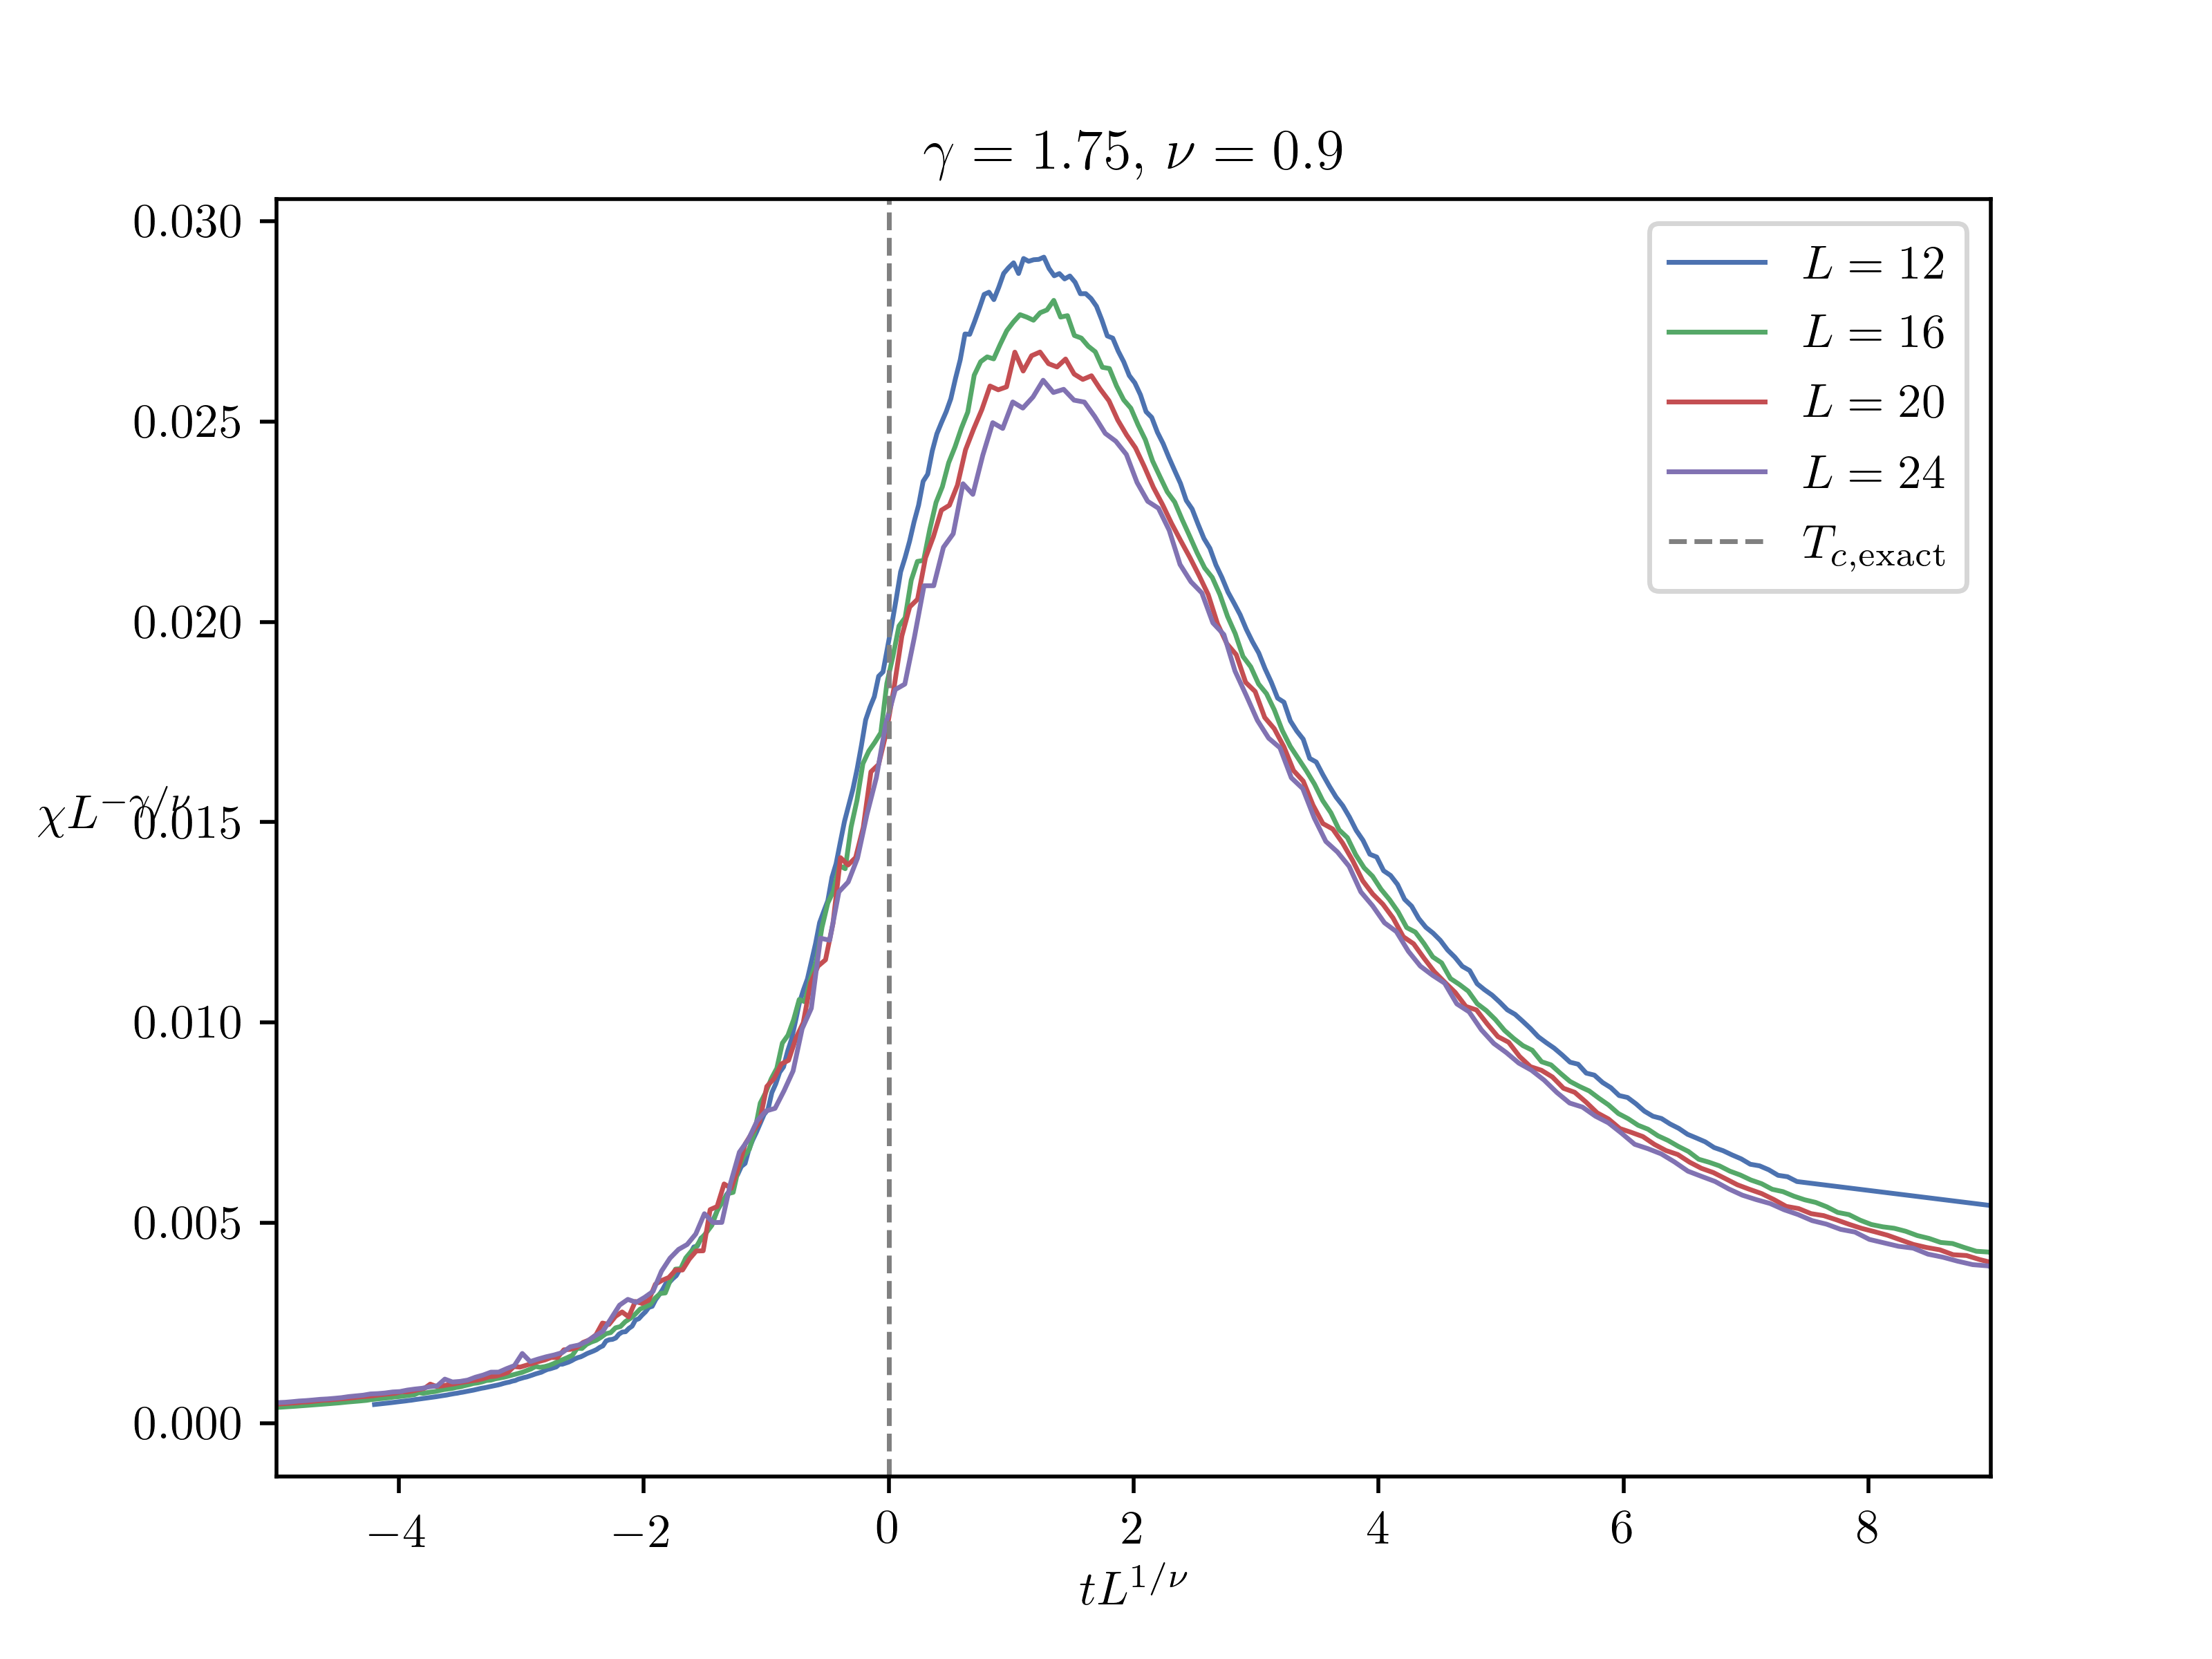 γ = 1.75, ν = 0.9
0.030
0.025
0.020
0.015
0.010
0.005
0.000
χL^{−γ/ν}
−4 −2 0 2 4 6 8
tL^{1/ν}
L = 12
L = 16
L = 20
L = 24
T_{c,exact}